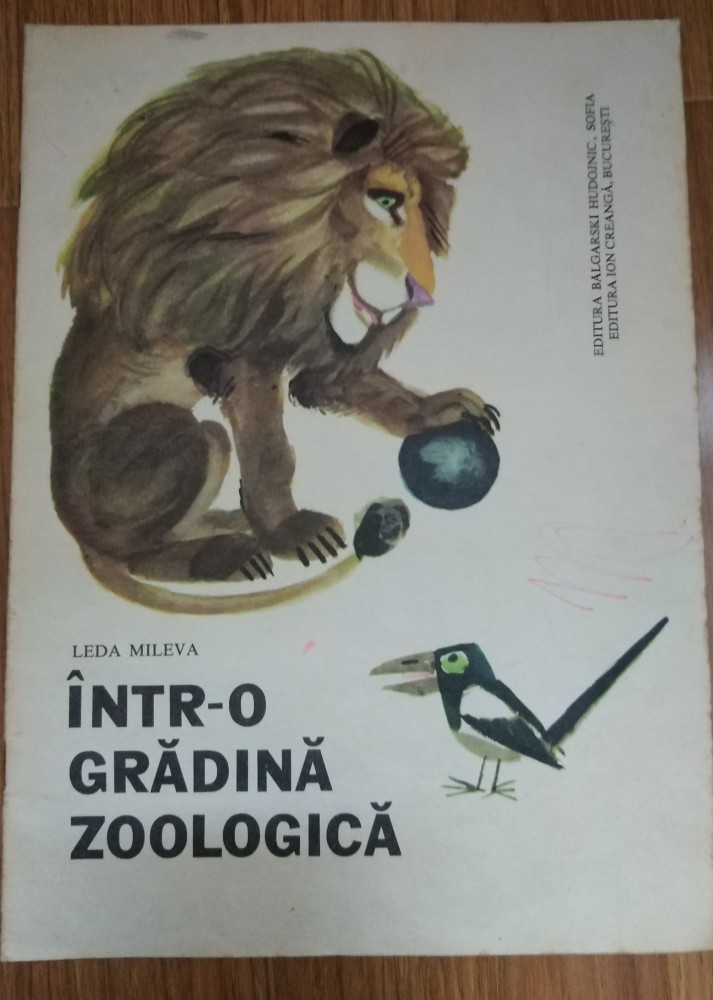 EDITURA BALGARSKI HUDOJNIC, SOFIA
EDITURA ION CREANGĂ, BUCUREȘTI
LEDA MILEVA
ÎNTR-O
GRĂDINĂ
ZOOLOGICĂ